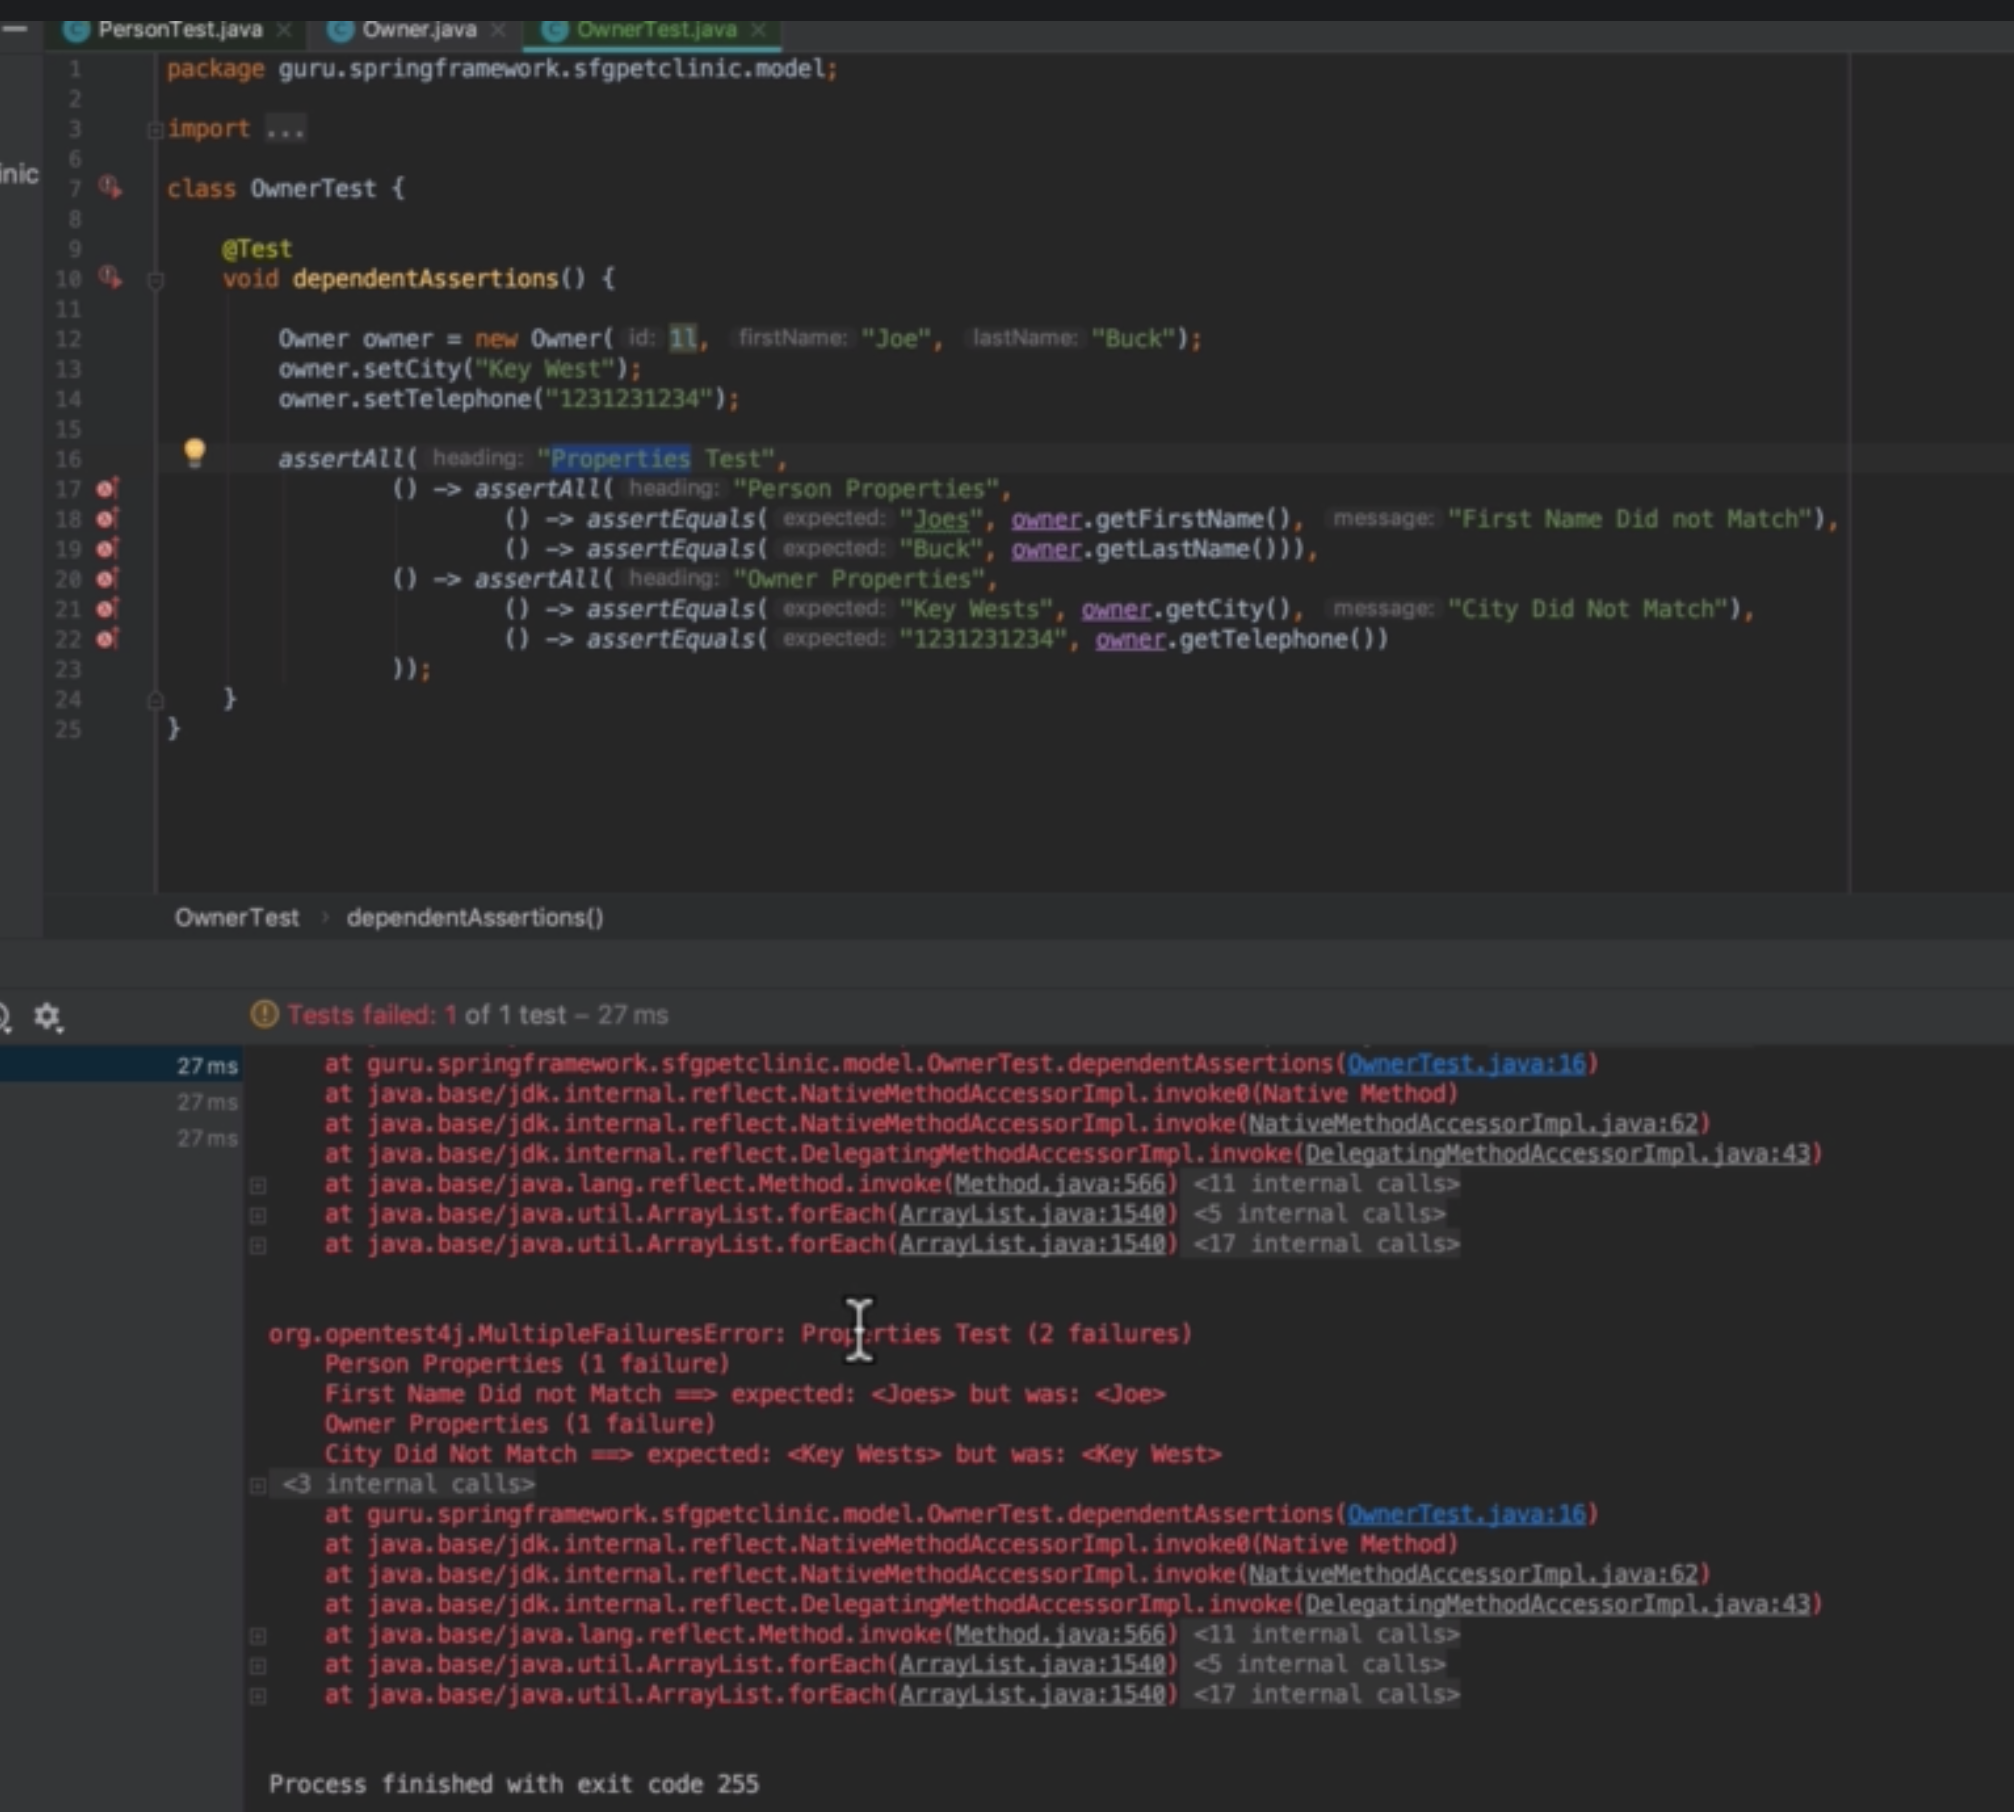 PersonTest.java Owner.java OwnerTest.java
1 package guru.springframework.sfgpetclinic.model;
2
3 import ...
6
inic
7 class OwnerTest {
8
9 @Test
10 void dependentAssertions() {
11
12 Owner owner = new Owner( id: 1l, firstName: "Joe", lastName: "Buck");
13 owner.setCity("Key West");
14 owner.setTelephone("1231231234");
15
16 assertAll( heading: "Properties Test",
17 () -> assertAll( heading: "Person Properties",
18 () -> assertEquals( expected: "Joes", owner.getFirstName(), message: "First Name Did not Match"),
19 () -> assertEquals( expected: "Buck", owner.getLastName())),
20 () -> assertAll( heading: "Owner Properties",
21 () -> assertEquals( expected: "Key Wests", owner.getCity(), message: "City Did Not Match"),
22 () -> assertEquals( expected: "1231231234", owner.getTelephone())
23 ));
24 }
25 }
OwnerTest › dependentAssertions()
Tests failed: 1 of 1 test – 27 ms
27 ms
27 ms
27 ms
at guru.springframework.sfgpetclinic.model.OwnerTest.dependentAssertions(OwnerTest.java:16)
at java.base/jdk.internal.reflect.NativeMethodAccessorImpl.invoke0(Native Method)
at java.base/jdk.internal.reflect.NativeMethodAccessorImpl.invoke(NativeMethodAccessorImpl.java:62)
at java.base/jdk.internal.reflect.DelegatingMethodAccessorImpl.invoke(DelegatingMethodAccessorImpl.java:43)
at java.base/java.lang.reflect.Method.invoke(Method.java:566) <11 internal calls>
at java.base/java.util.ArrayList.forEach(ArrayList.java:1540) <5 internal calls>
at java.base/java.util.ArrayList.forEach(ArrayList.java:1540) <17 internal calls>
org.opentest4j.MultipleFailuresError: Properties Test (2 failures)
Person Properties (1 failure)
First Name Did not Match ==> expected: <Joes> but was: <Joe>
Owner Properties (1 failure)
City Did Not Match ==> expected: <Key Wests> but was: <Key West>
<3 internal calls>
at guru.springframework.sfgpetclinic.model.OwnerTest.dependentAssertions(OwnerTest.java:16)
at java.base/jdk.internal.reflect.NativeMethodAccessorImpl.invoke0(Native Method)
at java.base/jdk.internal.reflect.NativeMethodAccessorImpl.invoke(NativeMethodAccessorImpl.java:62)
at java.base/jdk.internal.reflect.DelegatingMethodAccessorImpl.invoke(DelegatingMethodAccessorImpl.java:43)
at java.base/java.lang.reflect.Method.invoke(Method.java:566) <11 internal calls>
at java.base/java.util.ArrayList.forEach(ArrayList.java:1540) <5 internal calls>
at java.base/java.util.ArrayList.forEach(ArrayList.java:1540) <17 internal calls>
Process finished with exit code 255